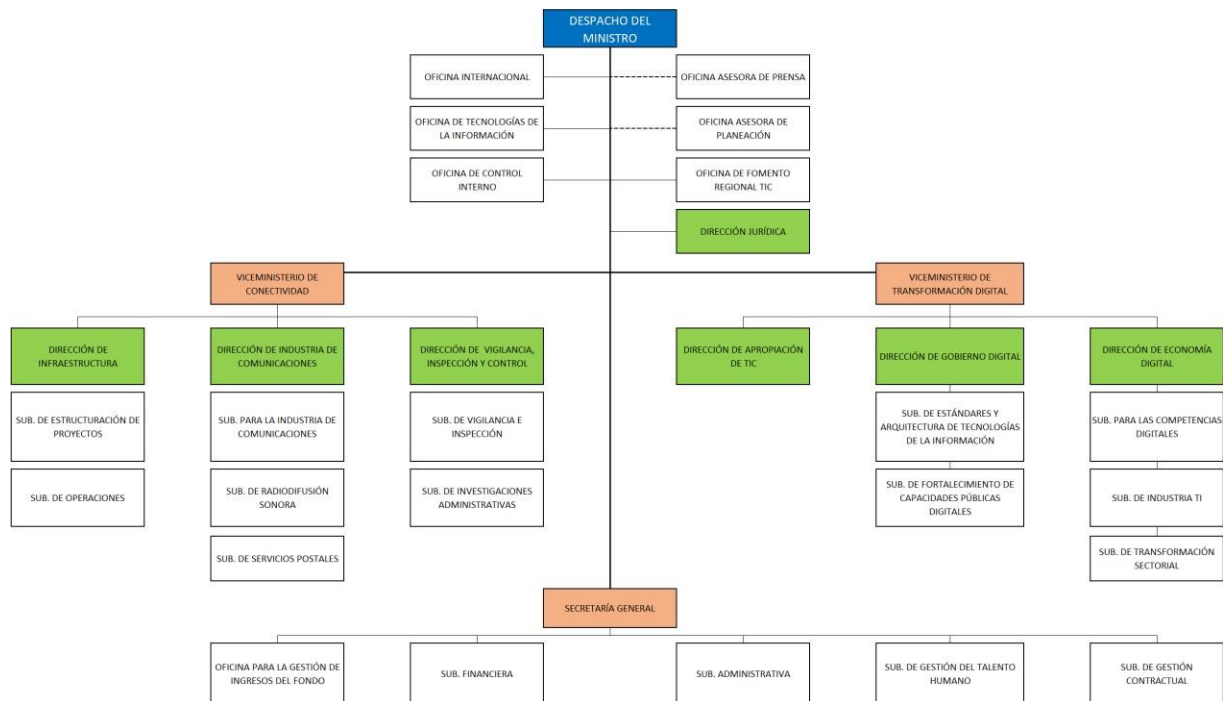 DESPACHO DEL
MINISTRO
OFICINA INTERNACIONAL
OFICINA ASESORA DE PRENSA
OFICINA DE TECNOLOGÍAS DE
LA INFORMACIÓN
OFICINA ASESORA DE
PLANEACIÓN
OFICINA DE CONTROL
INTERNO
OFICINA DE FOMENTO
REGIONAL TIC
DIRECCIÓN JURÍDICA
VICEMINISTERIO DE
CONECTIVIDAD
VICEMINISTERIO DE
TRANSFORMACIÓN DIGITAL
DIRECCIÓN DE
INFRAESTRUCTURA
DIRECCIÓN DE INDUSTRIA DE
COMUNICACIONES
DIRECCIÓN DE VIGILANCIA,
INSPECCIÓN Y CONTROL
DIRECCIÓN DE APROPIACIÓN
DE TIC
DIRECCIÓN DE GOBIERNO DIGITAL
DIRECCIÓN DE ECONOMÍA
DIGITAL
SUB. DE ESTRUCTURACIÓN DE
PROYECTOS
SUB. PARA LA INDUSTRIA DE
COMUNICACIONES
SUB. DE VIGILANCIA E
INSPECCIÓN
SUB. DE ESTÁNDARES Y
ARQUITECTURA DE TECNOLOGÍAS
DE LA INFORMACIÓN
SUB. PARA LAS COMPETENCIAS
DIGITALES
SUB. DE OPERACIONES
SUB. DE RADIODIFUSIÓN
SONORA
SUB. DE INVESTIGACIONES
ADMINISTRATIVAS
SUB. DE FORTALECIMIENTO DE
CAPACIDADES PÚBLICAS
DIGITALES
SUB. DE INDUSTRIA TI
SUB. DE SERVICIOS POSTALES
SUB. DE TRANSFORMACIÓN
SECTORIAL
SECRETARÍA GENERAL
OFICINA PARA LA GESTIÓN DE
INGRESOS DEL FONDO
SUB. FINANCIERA
SUB. ADMINISTRATIVA
SUB. DE GESTIÓN DEL TALENTO
HUMANO
SUB. DE GESTIÓN
CONTRACTUAL